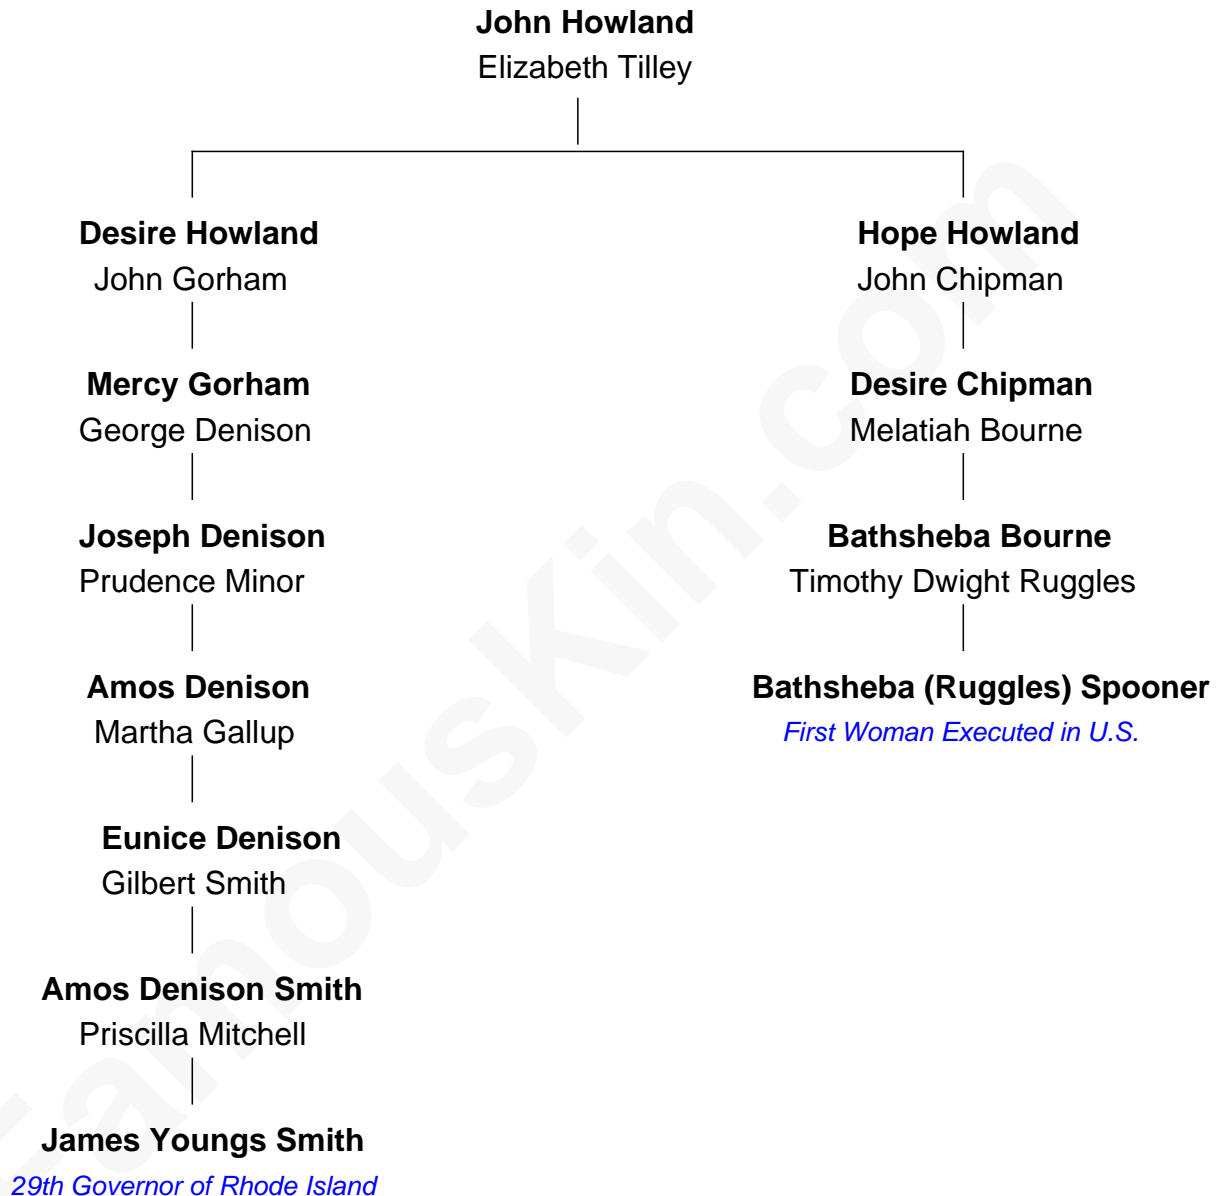 John Howland
Elizabeth Tilley
Desire Howland
John Gorham
Hope Howland
John Chipman
Mercy Gorham
George Denison
Desire Chipman
Melatiah Bourne
Joseph Denison
Prudence Minor
Bathsheba Bourne
Timothy Dwight Ruggles
Amos Denison
Martha Gallup
Bathsheba (Ruggles) Spooner
First Woman Executed in U.S.
Eunice Denison
Gilbert Smith
Amos Denison Smith
Priscilla Mitchell
James Youngs Smith
29th Governor of Rhode Island
FamousKin.com